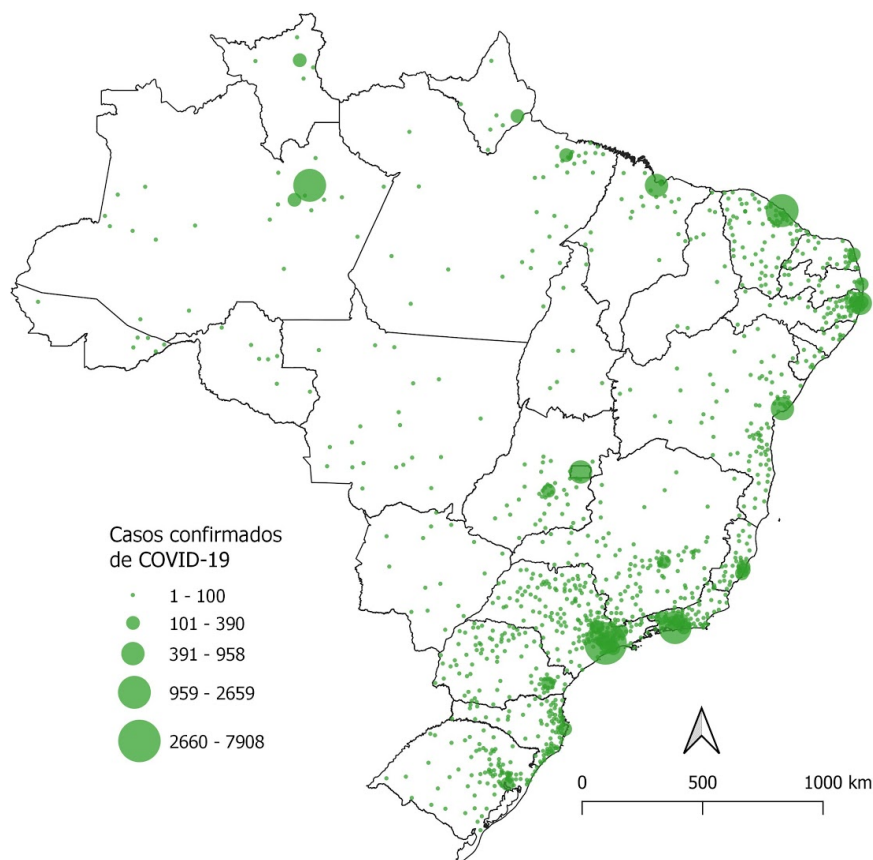 Casos confirmados
de COVID-19
1 - 100
101 - 390
391 - 958
959 - 2659
2660 - 7908
0 500 1000 km